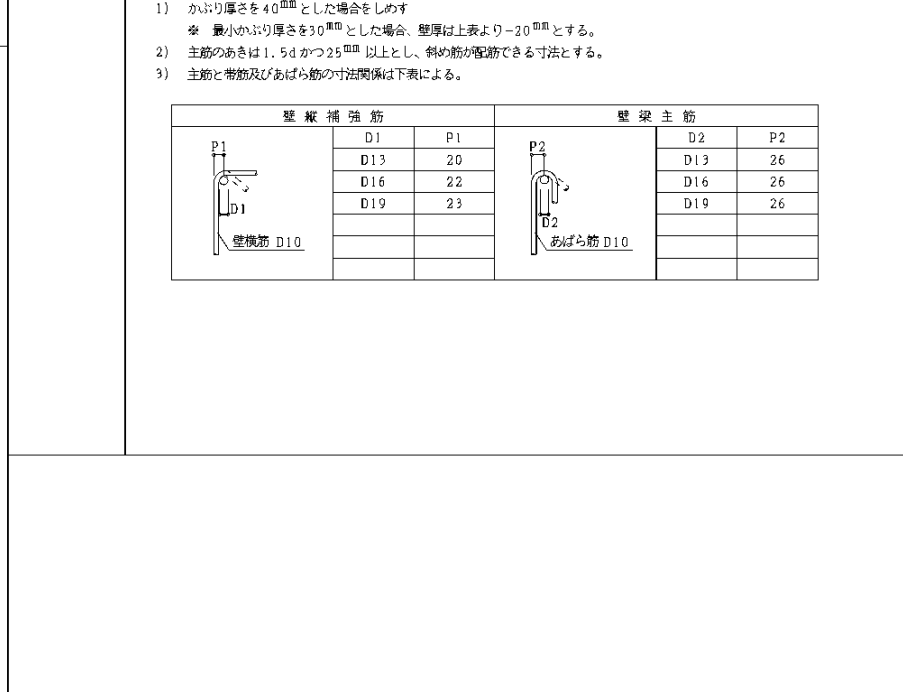 1) かぶり厚さを40mmとした場合をしめす
※ 最小かぶり厚さを30mmとした場合、壁厚は上表より-20mmとする。
2) 主筋のあきは1.5dかつ25mm以上とし、斜め筋が配筋できる寸法とする。
3) 主筋と帯筋及びあばら筋の寸法関係は下表による。
壁縦補強筋 壁梁主筋
D1 P1 D2 P2
P1 P2
D13 20 D13 26
D16 22 D16 26
D19 23 D19 26
D1 D2
壁横筋 D10 あばら筋 D10